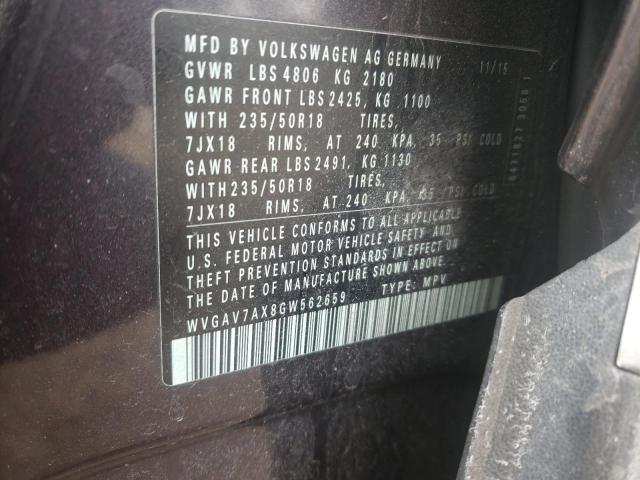 MFD BY VOLKSWAGEN AG GERMANY 11/15
GVWR LBS 4806 KG 2180
GAWR FRONT LBS 2425, KG 1100
WITH 235/50R18 TIRES,
7JX18 RIMS, AT 240 KPA, 35 PSI COLD
GAWR REAR LBS 2491, KG 1130
WITH 235/50R18 TIRES,
7JX18 RIMS, AT 240 KPA, 35 PSI COLD
THIS VEHICLE CONFORMS TO ALL APPLICABLE
U.S. FEDERAL MOTOR VEHICLE SAFETY AND
THEFT PREVENTION STANDARDS IN EFFECT ON
THE DATE OF MANUFACTURE SHOWN ABOVE.
WVGAV7AX8GW562659 TYPE: MPV